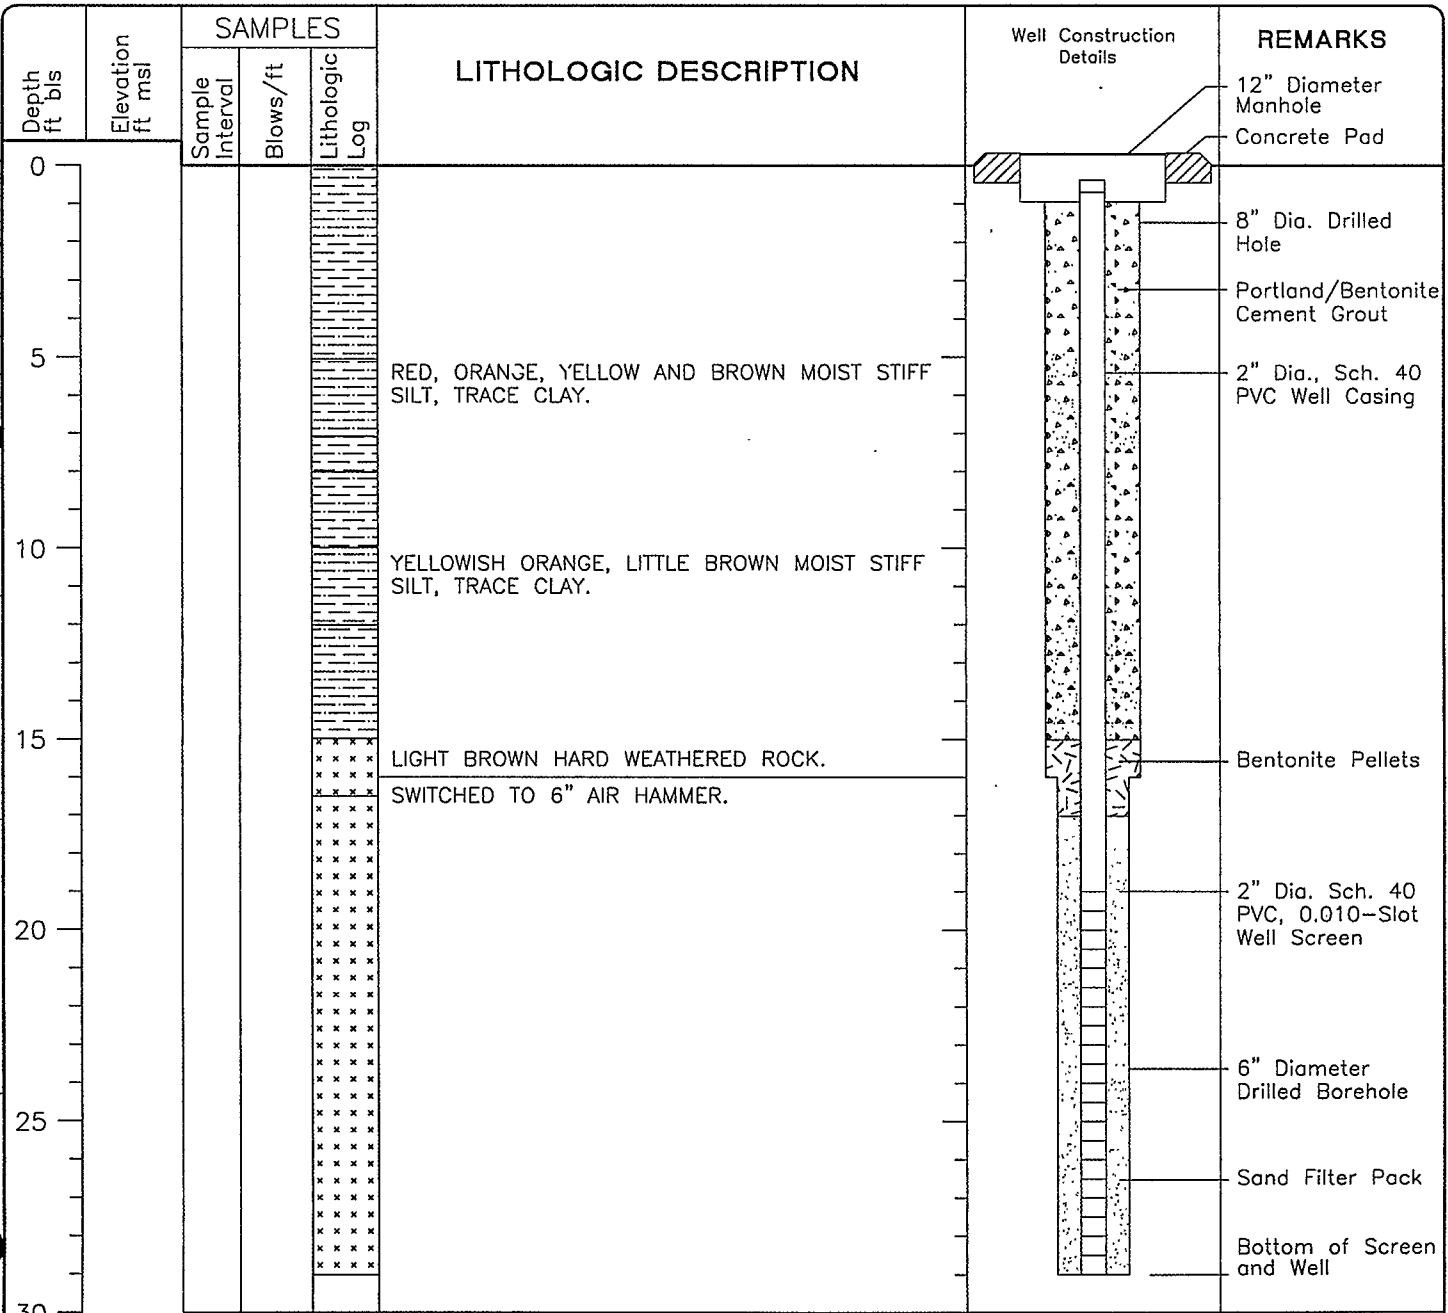 Depth
ft bls
Elevation
ft msl
SAMPLES
Sample
Interval
Blows/ft
Lithologic
Log
LITHOLOGIC DESCRIPTION
Well Construction
Details
REMARKS
12" Diameter
Manhole
Concrete Pad
0
8" Dia. Drilled
Hole
Portland/Bentonite
Cement Grout
5
RED, ORANGE, YELLOW AND BROWN MOIST STIFF
SILT, TRACE CLAY.
2" Dia., Sch. 40
PVC Well Casing
10
YELLOWISH ORANGE, LITTLE BROWN MOIST STIFF
SILT, TRACE CLAY.
15
LIGHT BROWN HARD WEATHERED ROCK.
Bentonite Pellets
SWITCHED TO 6" AIR HAMMER.
2" Dia. Sch. 40
PVC, 0.010-Slot
Well Screen
20
6" Diameter
Drilled Borehole
25
Sand Filter Pack
Bottom of Screen
and Well
30